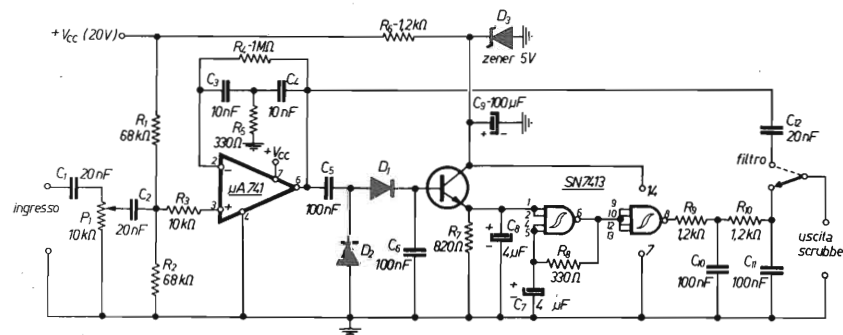 +Vcc (20V)
R6-1,2kΩ
D3
zener 5V
R4-1MΩ
C3
10nF
C4
10nF
R5
330Ω
C9-100μF
+ -
R1
68kΩ
+Vcc
C12
20nF
filtro
C1
20nF
ingresso
P1
10kΩ
C2
20nF
R3
10kΩ
2
-
3
+
μA741
7
6
4
C5
100nF
D1
D2
C6
100nF
R7
820Ω
SN7413
14
1
2
4
5
6
9
10
12
13
8
7
+
-
C8
4μF
R8
330Ω
+
-
C7 4 μF
R9
1,2kΩ
R10
1,2kΩ
C10
100nF
C11
100nF
uscita
scrubbe
R2
68kΩ